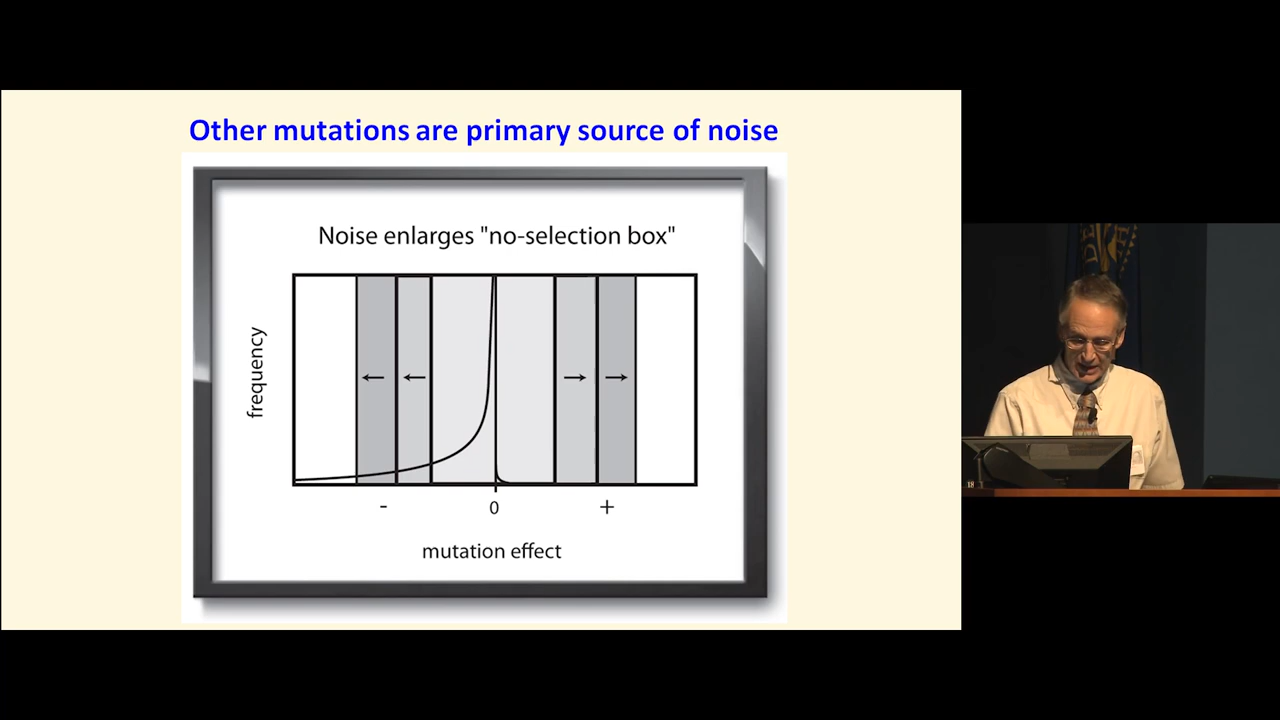 Other mutations are primary source of noise
Noise enlarges "no-selection box"
frequency
- 0 +
mutation effect